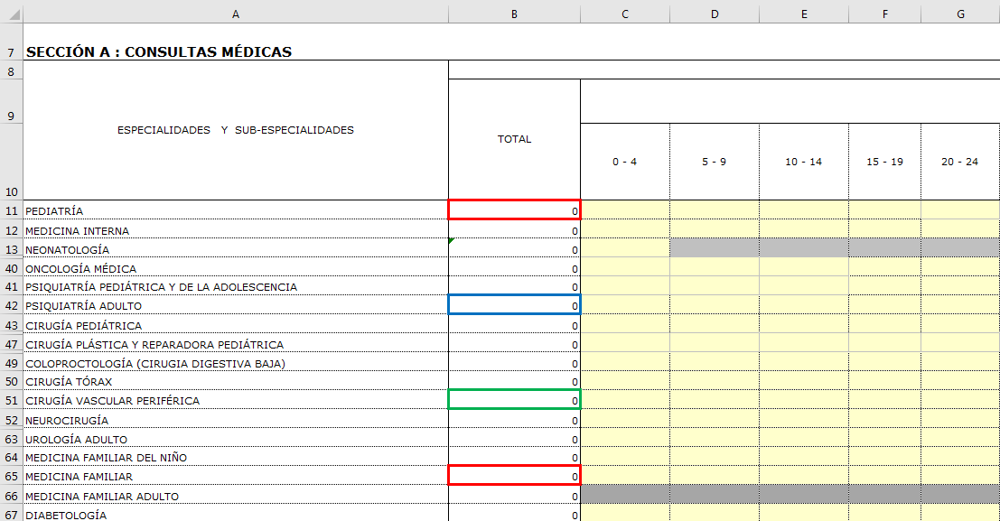 A B C D E F G
7 SECCIÓN A : CONSULTAS MÉDICAS
8
9 ESPECIALIDADES Y SUB-ESPECIALIDADES TOTAL
10 0 - 4 5 - 9 10 - 14 15 - 19 20 - 24
11 PEDIATRÍA 0
12 MEDICINA INTERNA 0
13 NEONATOLOGÍA 0
40 ONCOLOGÍA MÉDICA 0
41 PSIQUIATRÍA PEDIÁTRICA Y DE LA ADOLESCENCIA 0
42 PSIQUIATRÍA ADULTO 0
43 CIRUGÍA PEDIÁTRICA 0
47 CIRUGÍA PLÁSTICA Y REPARADORA PEDIÁTRICA 0
49 COLOPROCTOLOGÍA (CIRUGIA DIGESTIVA BAJA) 0
50 CIRUGÍA TÓRAX 0
51 CIRUGÍA VASCULAR PERIFÉRICA 0
52 NEUROCIRUGÍA 0
63 UROLOGÍA ADULTO 0
64 MEDICINA FAMILIAR DEL NIÑO 0
65 MEDICINA FAMILIAR 0
66 MEDICINA FAMILIAR ADULTO 0
67 DIABETOLOGÍA 0